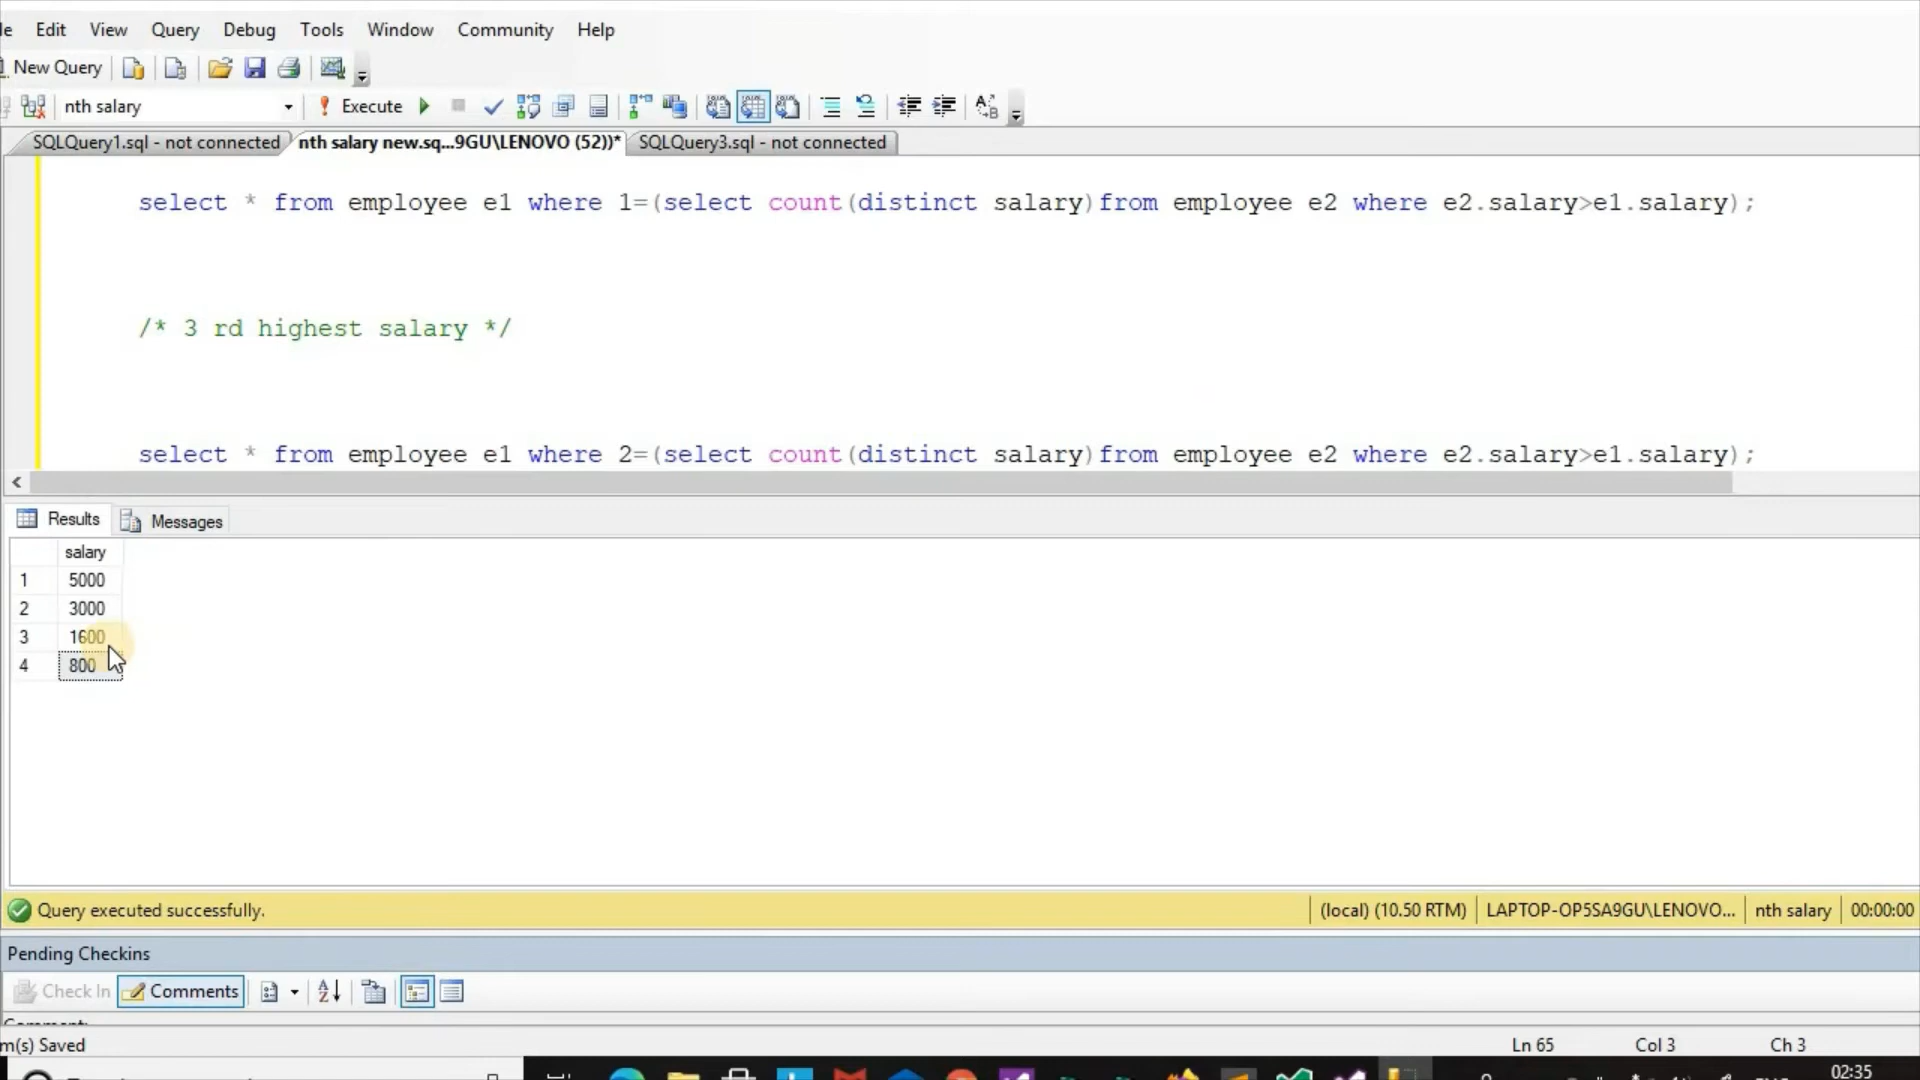 le Edit View Query Debug Tools Window Community Help
New Query
nth salary Execute
SQLQuery1.sql - not connected nth salary new.sq...9GU\LENOVO (52))* SQLQuery3.sql - not connected
select * from employee e1 where 1=(select count(distinct salary)from employee e2 where e2.salary>e1.salary);
/* 3 rd highest salary */
select * from employee e1 where 2=(select count(distinct salary)from employee e2 where e2.salary>e1.salary);
Results Messages
salary
1 5000
2 3000
3 1600
4 800
Query executed successfully. (local) (10.50 RTM) LAPTOP-OP5SA9GU\LENOVO... nth salary 00:00:00
Pending Checkins
Check In Comments
m(s) Saved Ln 65 Col 3 Ch 3
02:35